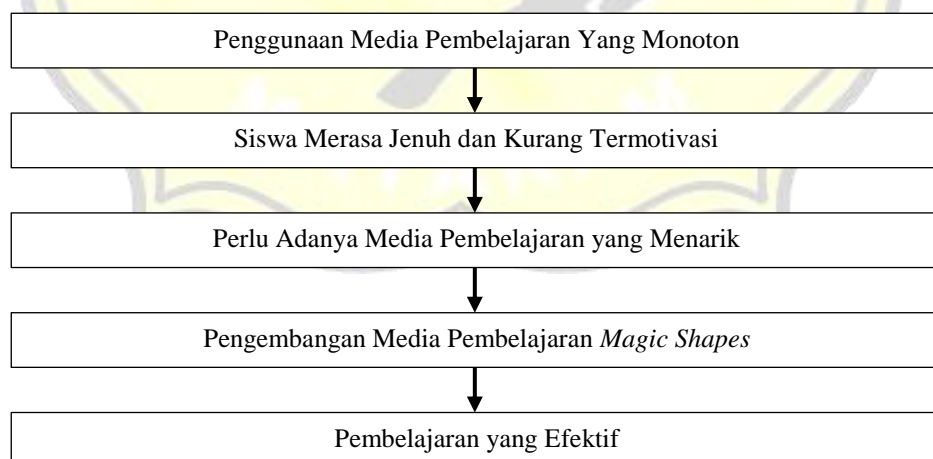 Penggunaan Media Pembelajaran Yang Monoton
Siswa Merasa Jenuh dan Kurang Termotivasi
Perlu Adanya Media Pembelajaran yang Menarik
Pengembangan Media Pembelajaran Magic Shapes
Pembelajaran yang Efektif